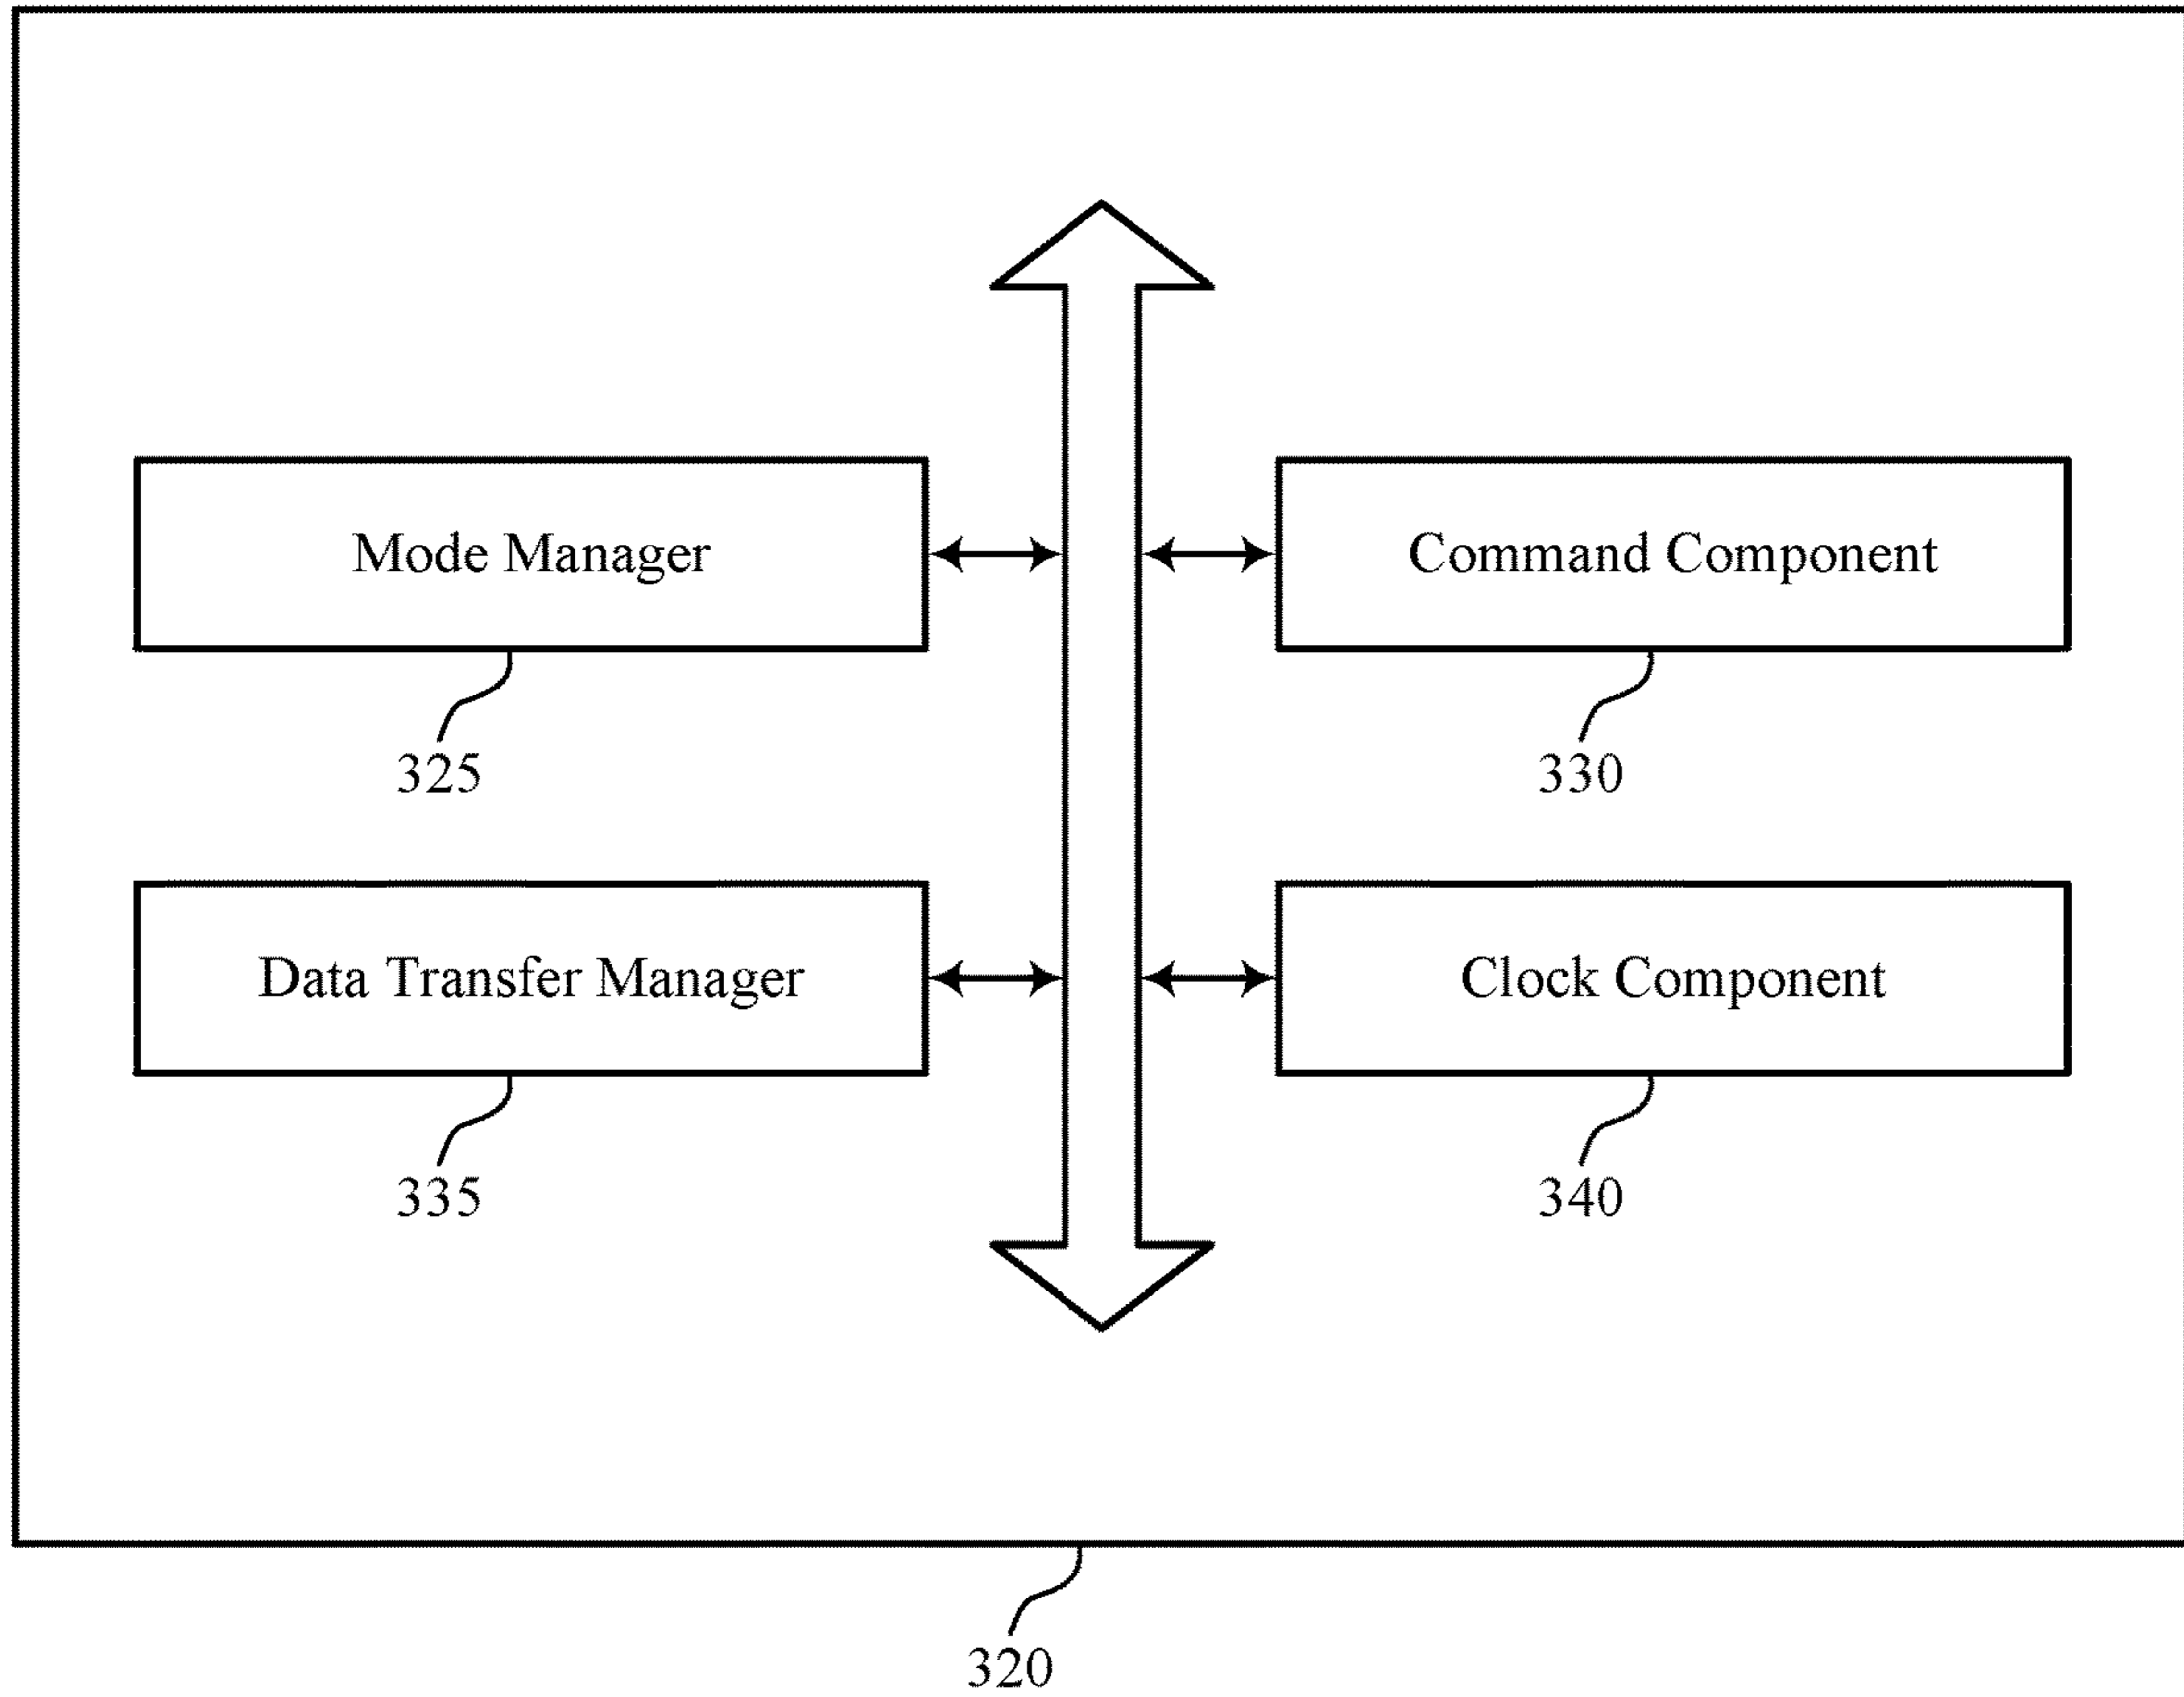 Mode Manager
Command Component
325
330
Data Transfer Manager
Clock Component
335
340
320